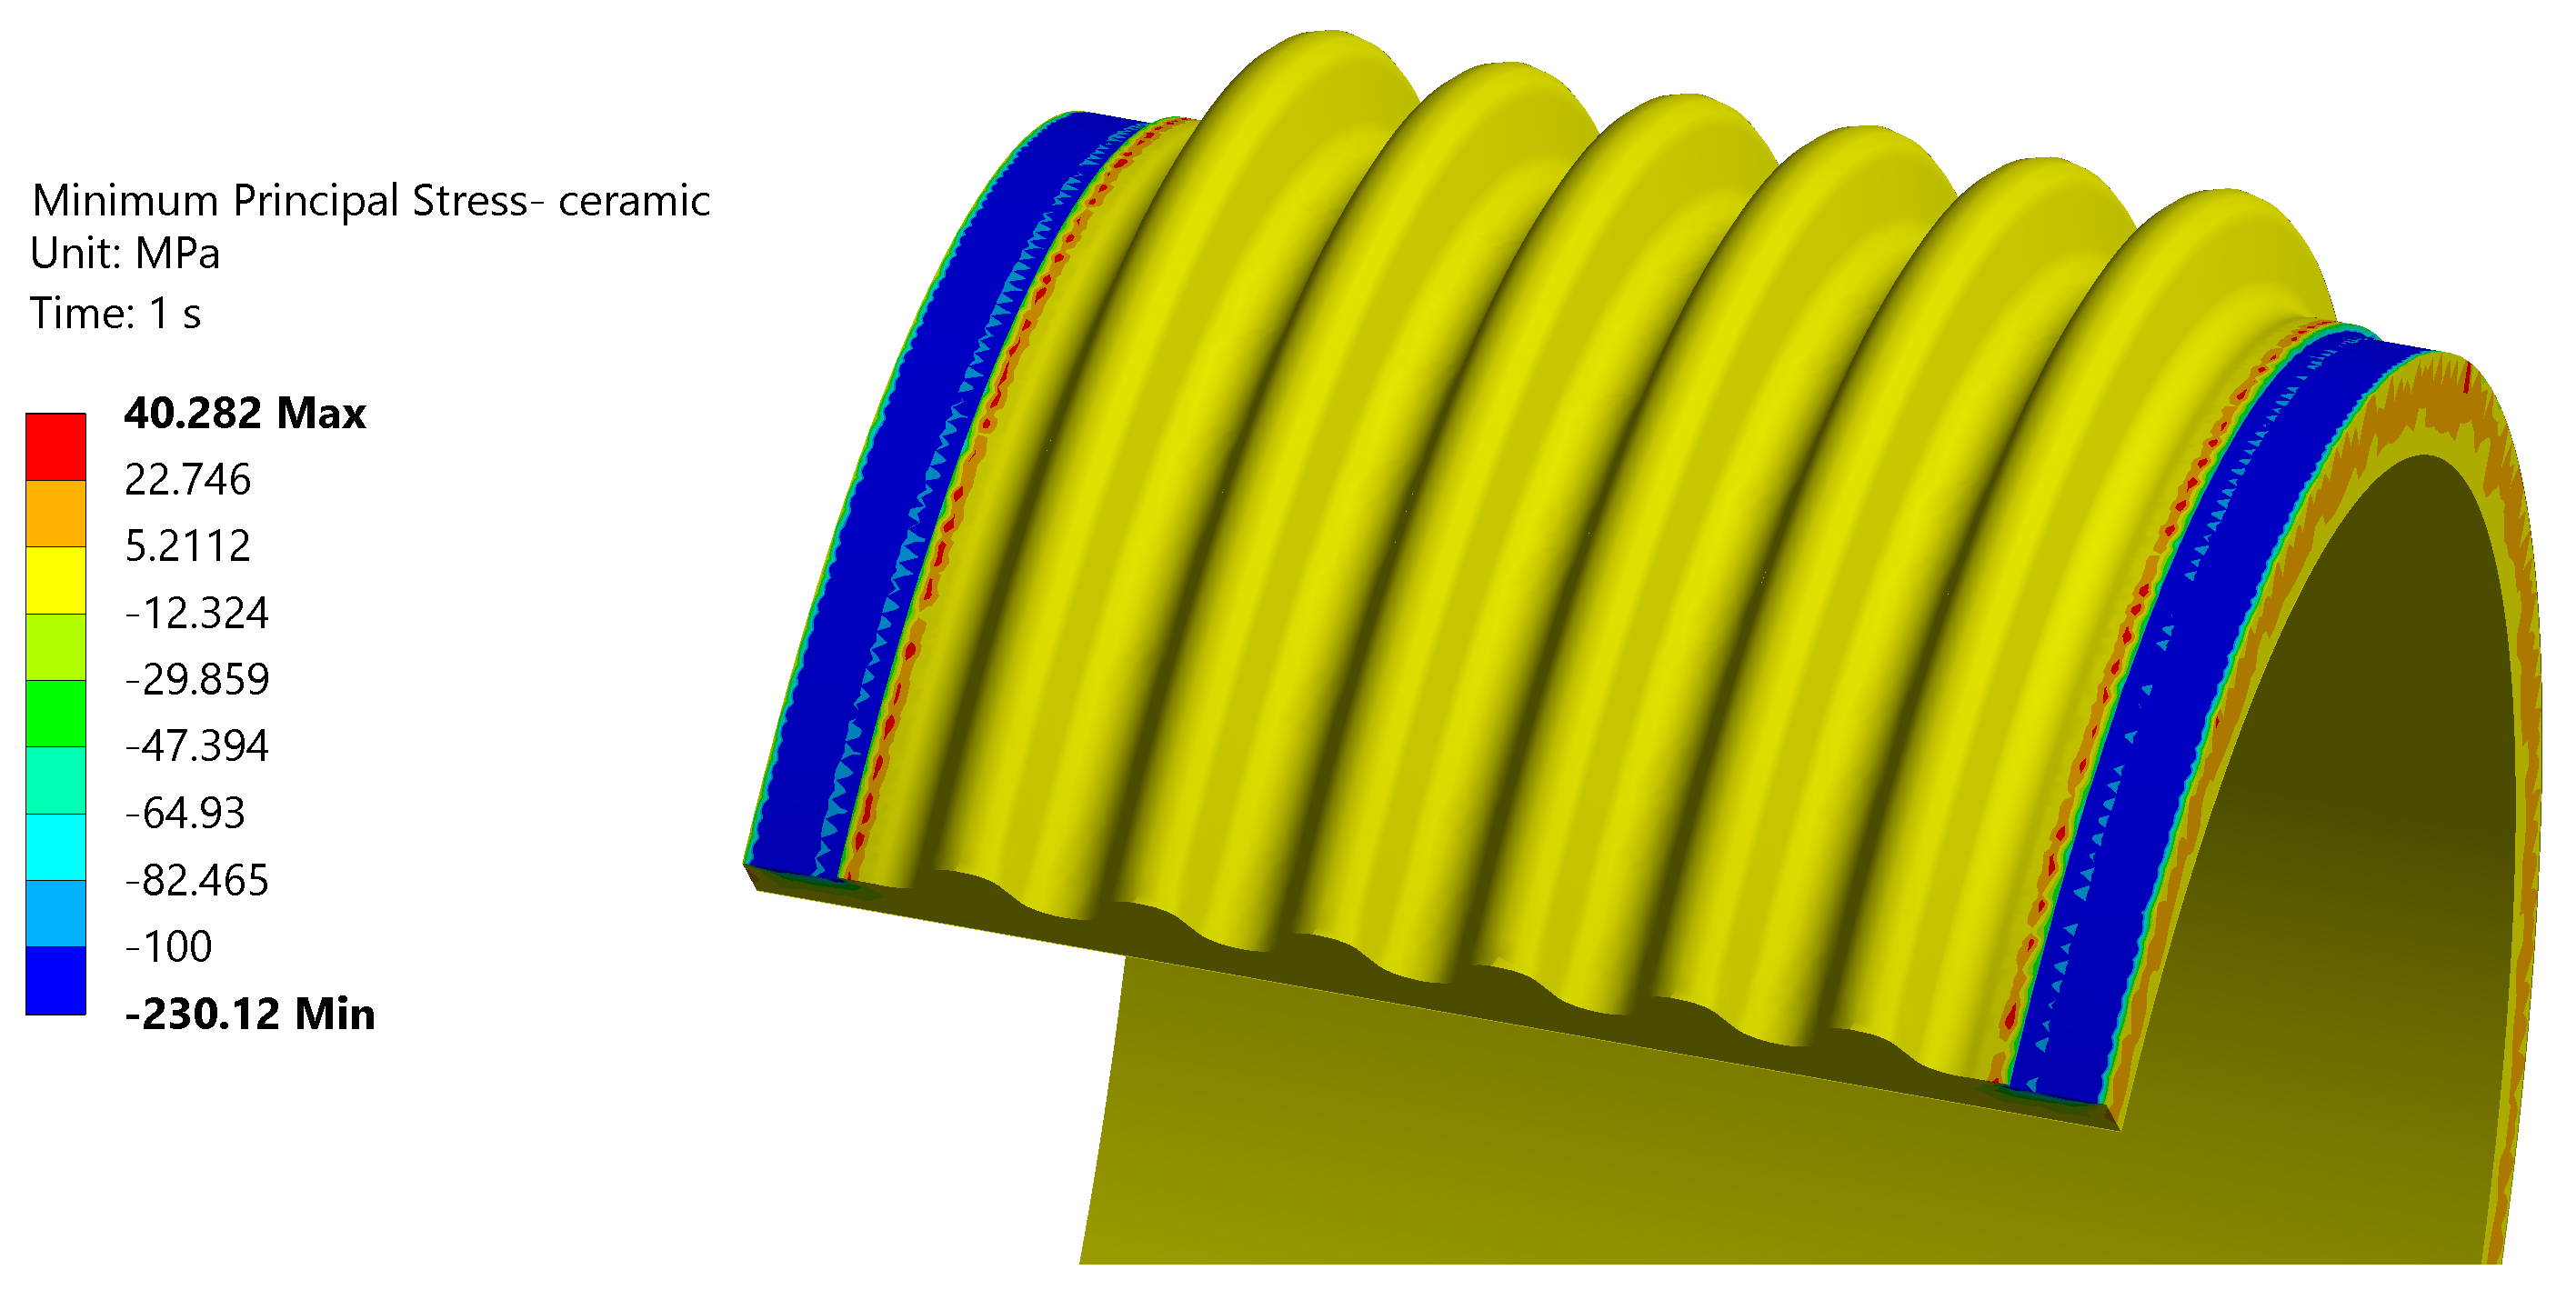 Minimum Principal Stress- ceramic
Unit: MPa
Time: 1 s
40.282 Max
22.746
5.2112
-12.324
-29.859
-47.394
-64.93
-82.465
-100
-230.12 Min